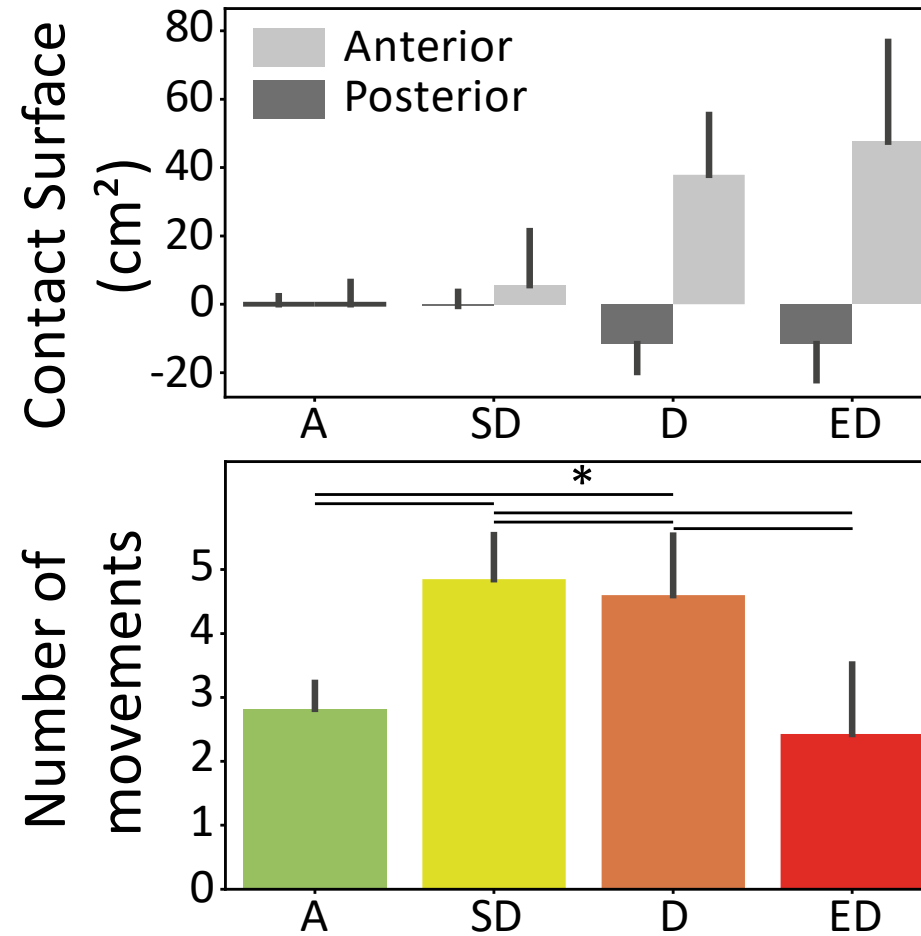 Contact Surface
(cm²)
80
60
40
20
0
-20
Anterior
Posterior
A SD D ED
Number of
movements
*
5
4
3
2
1
0
A SD D ED